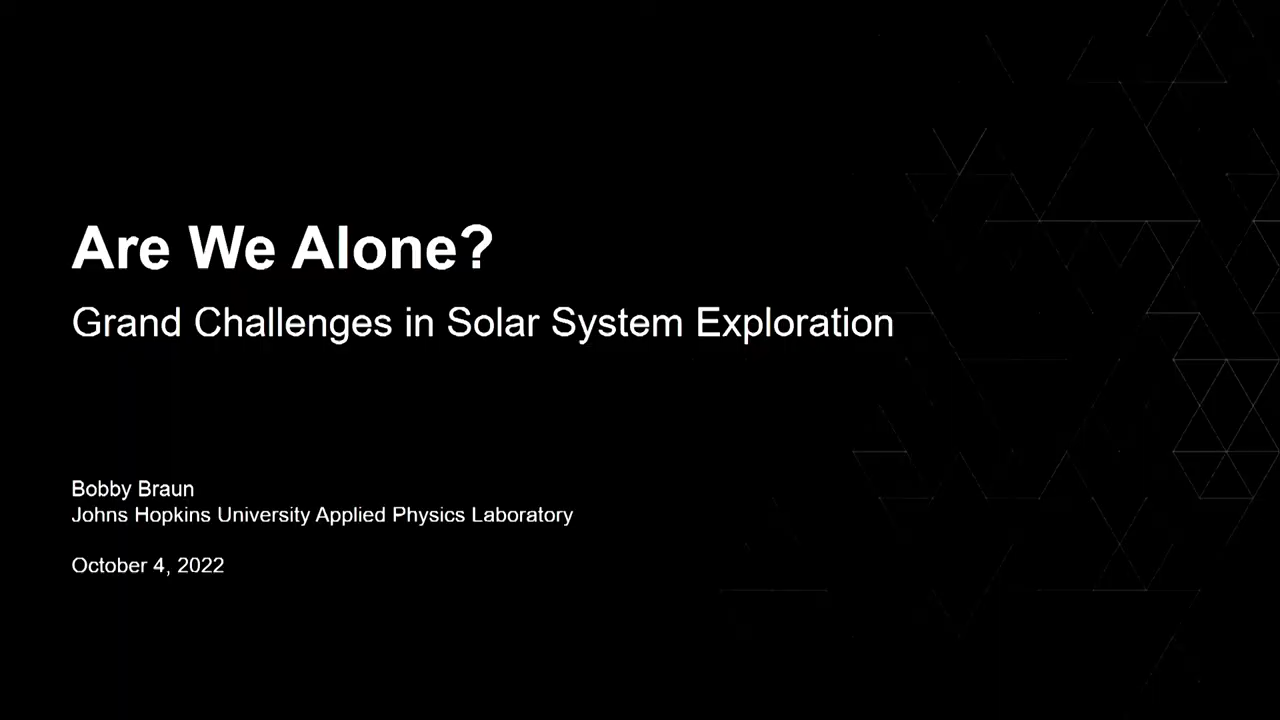 Are We Alone?
Grand Challenges in Solar System Exploration
Bobby Braun
Johns Hopkins University Applied Physics Laboratory
October 4, 2022